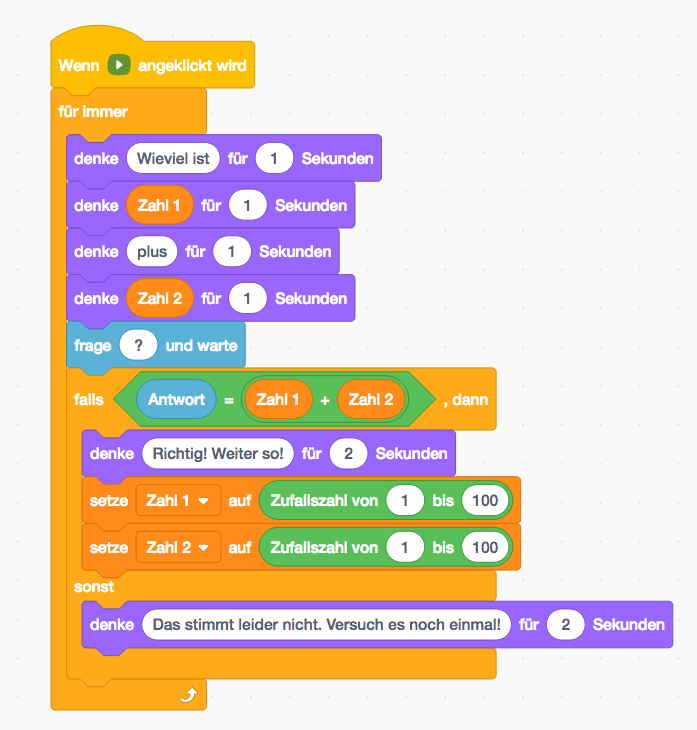 Wenn angeklickt wird
für immer
denke Wieviel ist für 1 Sekunden
denke Zahl 1 für 1 Sekunden
denke plus für 1 Sekunden
denke Zahl 2 für 1 Sekunden
frage ? und warte
falls Antwort = Zahl 1 + Zahl 2 , dann
denke Richtig! Weiter so! für 2 Sekunden
setze Zahl 1 auf Zufallszahl von 1 bis 100
setze Zahl 2 auf Zufallszahl von 1 bis 100
sonst
denke Das stimmt leider nicht. Versuch es noch einmal! für 2 Sekunden